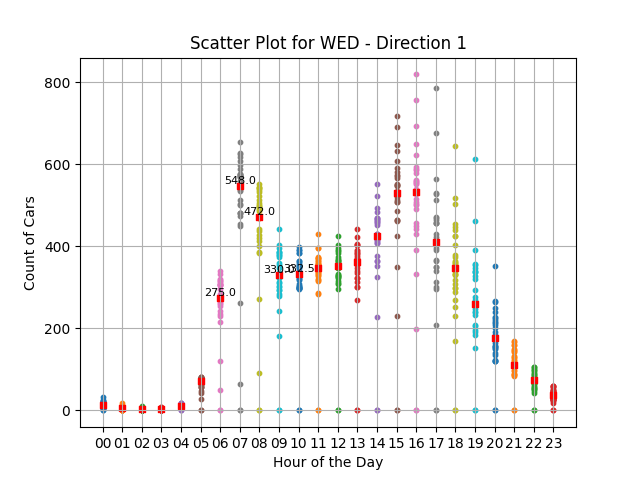 Scatter Plot for WED - Direction 1
Count of Cars
800
600
400
200
0
548.0
472.0
275.0
330.0
332.5
00 01 02 03 04 05 06 07 08 09 10 11 12 13 14 15 16 17 18 19 20 21 22 23
Hour of the Day